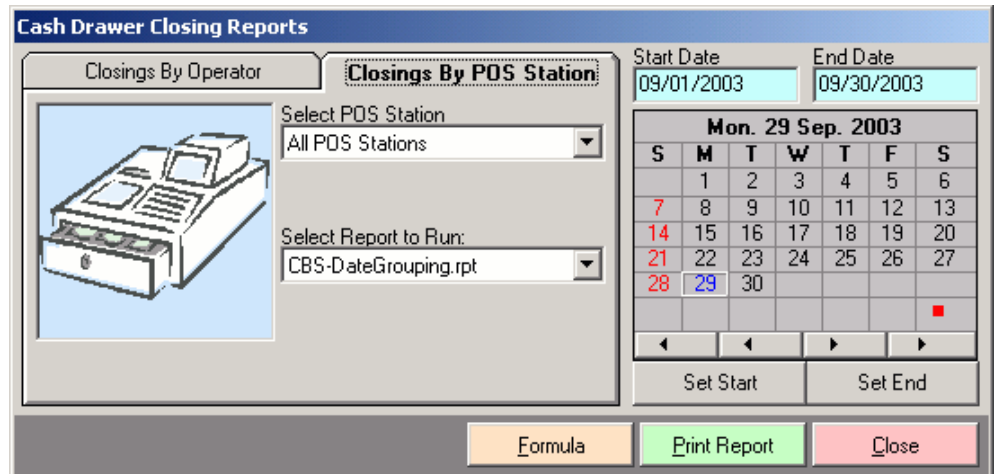 Cash Drawer Closing Reports
Closings By Operator
Closings By POS Station
Select POS Station
All POS Stations
Select Report to Run:
CBS-DateGrouping.rpt
Start Date
End Date
09/01/2003
09/30/2003
Mon. 29 Sep. 2003
S M T W T F S
1 2 3 4 5 6
7 8 9 10 11 12 13
14 15 16 17 18 19 20
21 22 23 24 25 26 27
28 29 30
Set Start
Set End
Formula
Print Report
Close